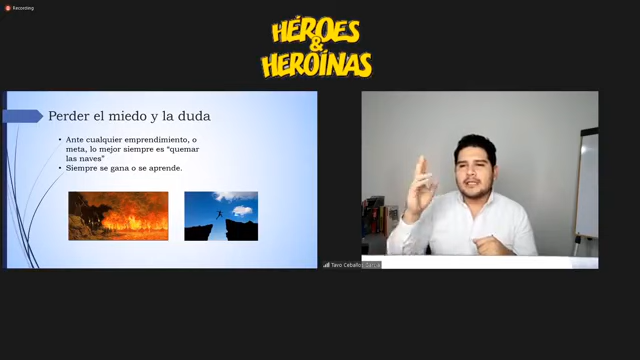 Recording
HÉROES
&
HEROÍNAS
Perder el miedo y la duda
• Ante cualquier emprendimiento, o
meta, lo mejor siempre es "quemar
las naves"
• Siempre se gana o se aprende.
Tavo Ceballos Garcia